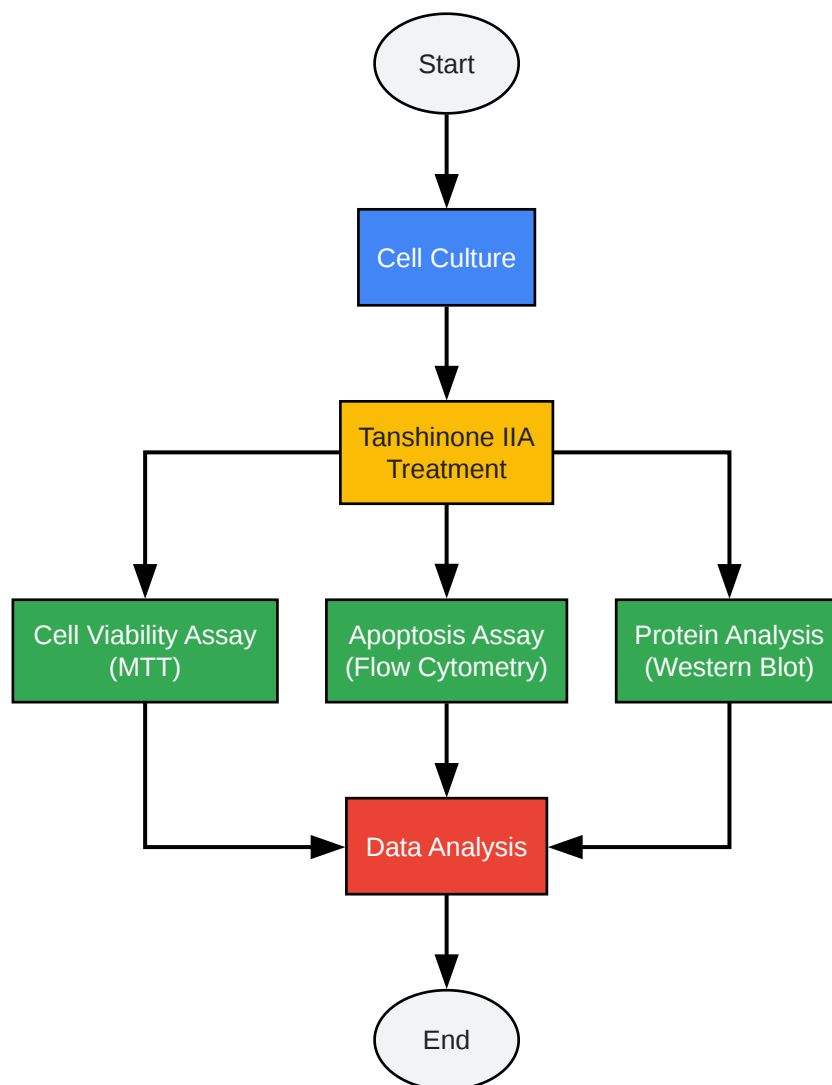 Start
Cell Culture
Tanshinone IIA
Treatment
Cell Viability Assay
(MTT)
Apoptosis Assay
(Flow Cytometry)
Protein Analysis
(Western Blot)
Data Analysis
End